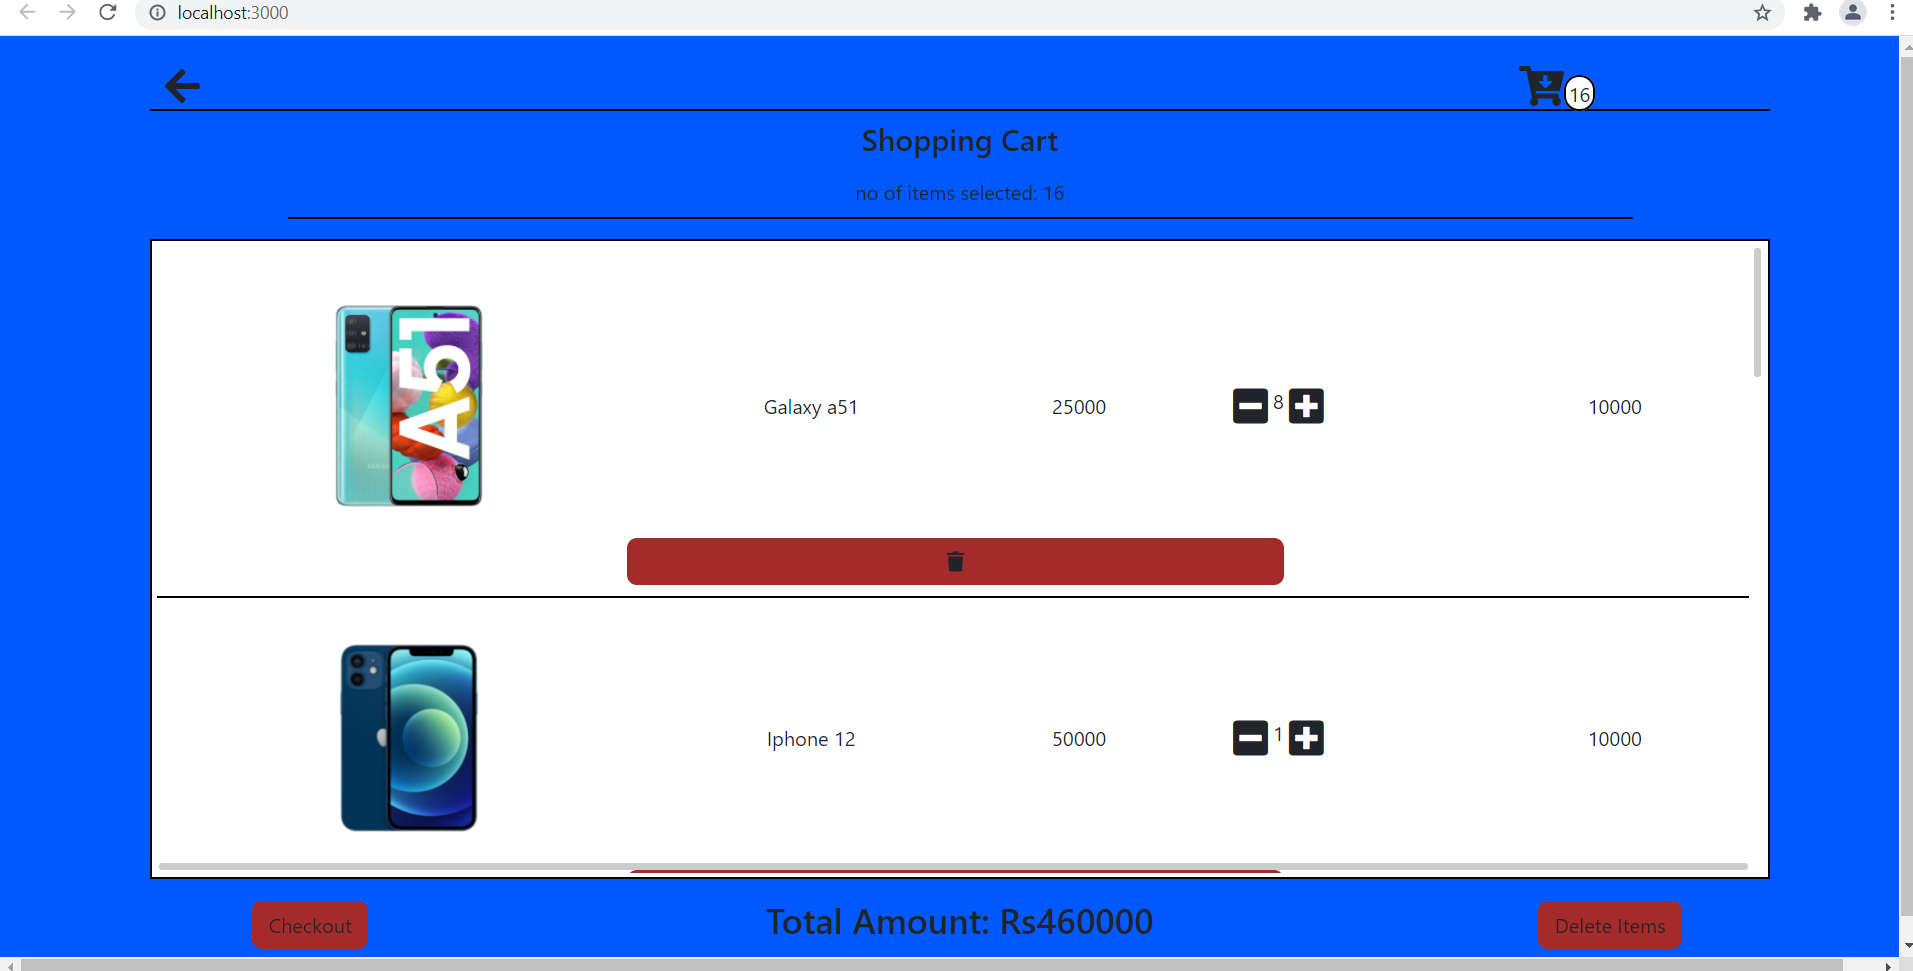 localhost:3000
16
Shopping Cart
no of items selected: 16
A51
Galaxy a51 25000 8 10000
Iphone 12 50000 1 10000
Checkout Total Amount: Rs460000 Delete Items